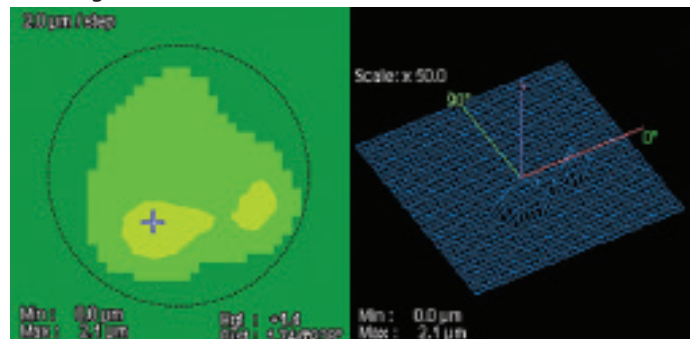 2.0 µm /step
Min : 0.0 µm
Max : 2.1 µm
Scale: x 50.0
90°
0°
Min : 0.0 µm
Max : 2.1 µm